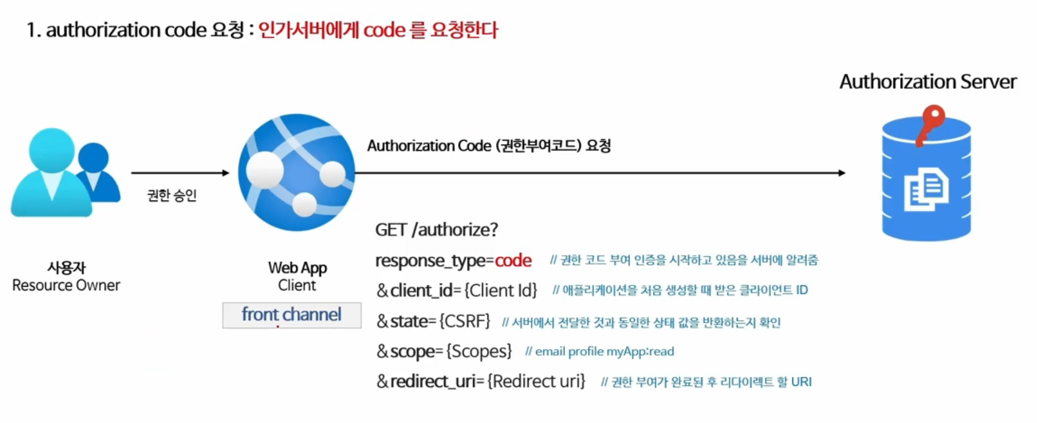 1. authorization code 요청 : 인가서버에게 code 를 요청한다
Authorization Server
Authorization Code (권한부여코드) 요청
권한 승인
사용자
Resource Owner
Web App
Client
front channel
GET /authorize?
response_type=code // 권한 코드 부여 인증을 시작하고 있음을 서버에 알려줌
&client_id={Client Id} // 애플리케이션을 처음 생성할 때 받은 클라이언트 ID
&state={CSRF} // 서버에서 전달한 것과 동일한 상태 값을 반환하는지 확인
&scope={Scopes} // email profile myApp:read
&redirect_uri={Redirect uri} // 권한 부여가 완료된 후 리다이렉트 할 URI